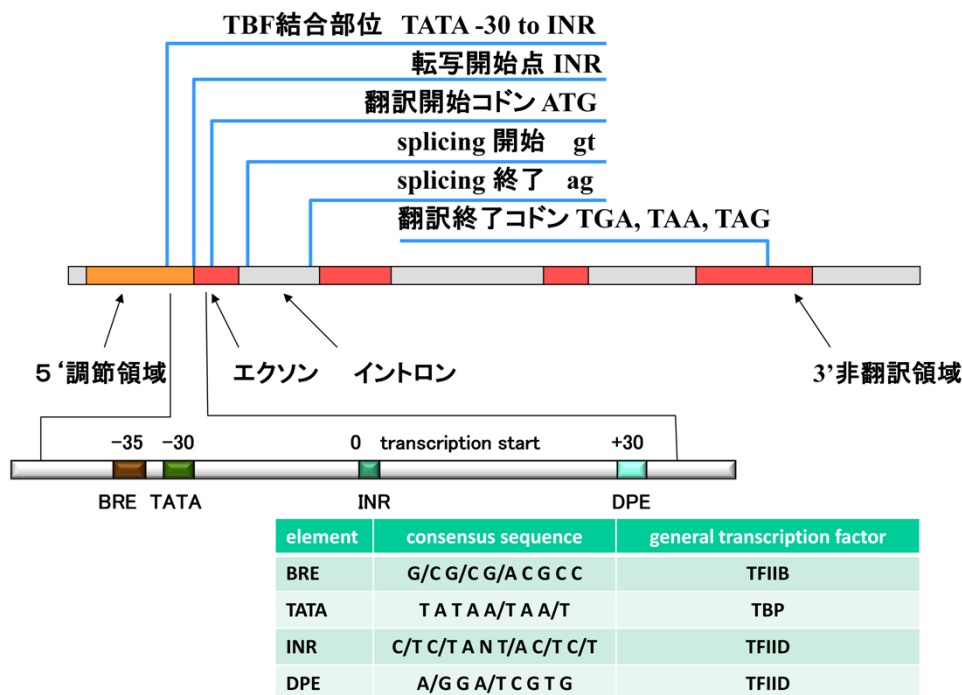 TBF結合部位 TATA -30 to INR
転写開始点 INR
翻訳開始コドン ATG
splicing 開始 gt
splicing 終了 ag
翻訳終了コドン TGA, TAA, TAG
5 ‘調節領域 エクソン イントロン 3’非翻訳領域
−35 −30 0 transcription start +30
BRE TATA INR DPE
element consensus sequence general transcription factor
BRE G/C G/C G/A C G C C TFIIB
TATA T A T A A/T A A/T TBP
INR C/T C/T A N T/A C/T C/T TFIID
DPE A/G G A/T C G T G TFIID